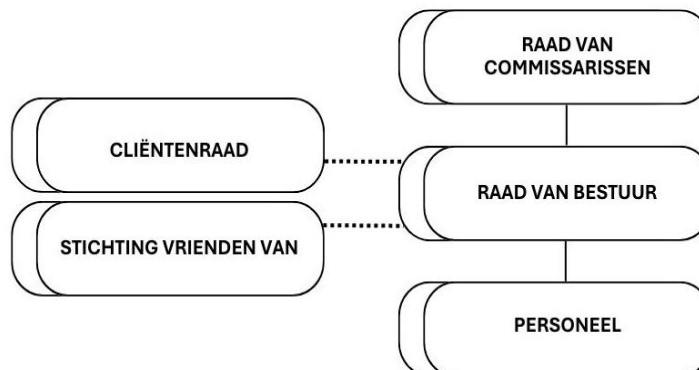 RAAD VAN
COMMISSARISSEN
CLIËNTENRAAD
RAAD VAN BESTUUR
STICHTING VRIENDEN VAN
PERSONEEL